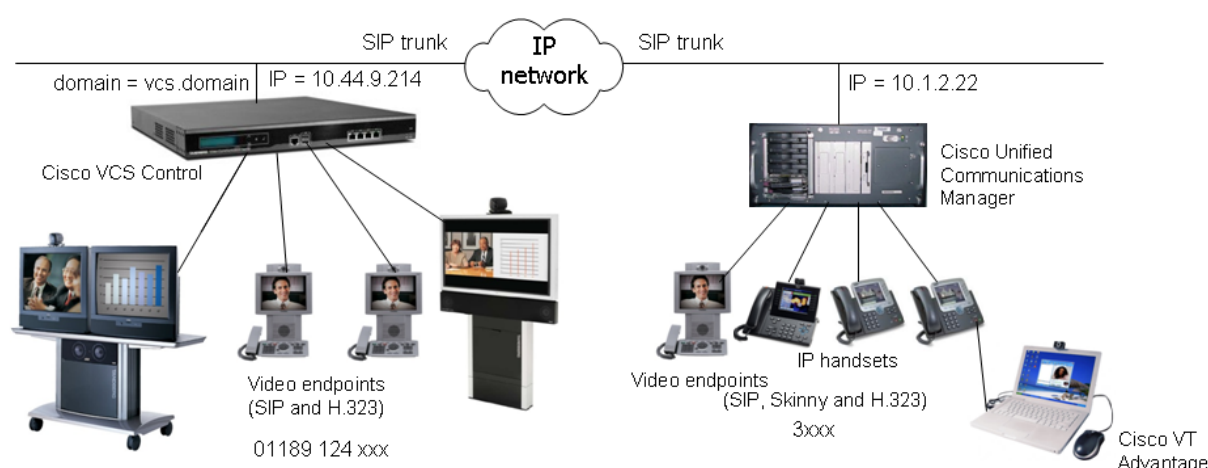 SIP trunk
IP
network
SIP trunk
domain = vcs.domain
IP = 10.44.9.214
IP = 10.1.2.22
Cisco VCS Control
Cisco Unified
Communications
Manager
Video endpoints
(SIP and H.323)
01189 124 xxx
IP handsets
Video endpoints
(SIP, Skinny and H.323)
3xxx
Cisco VT
Advantage